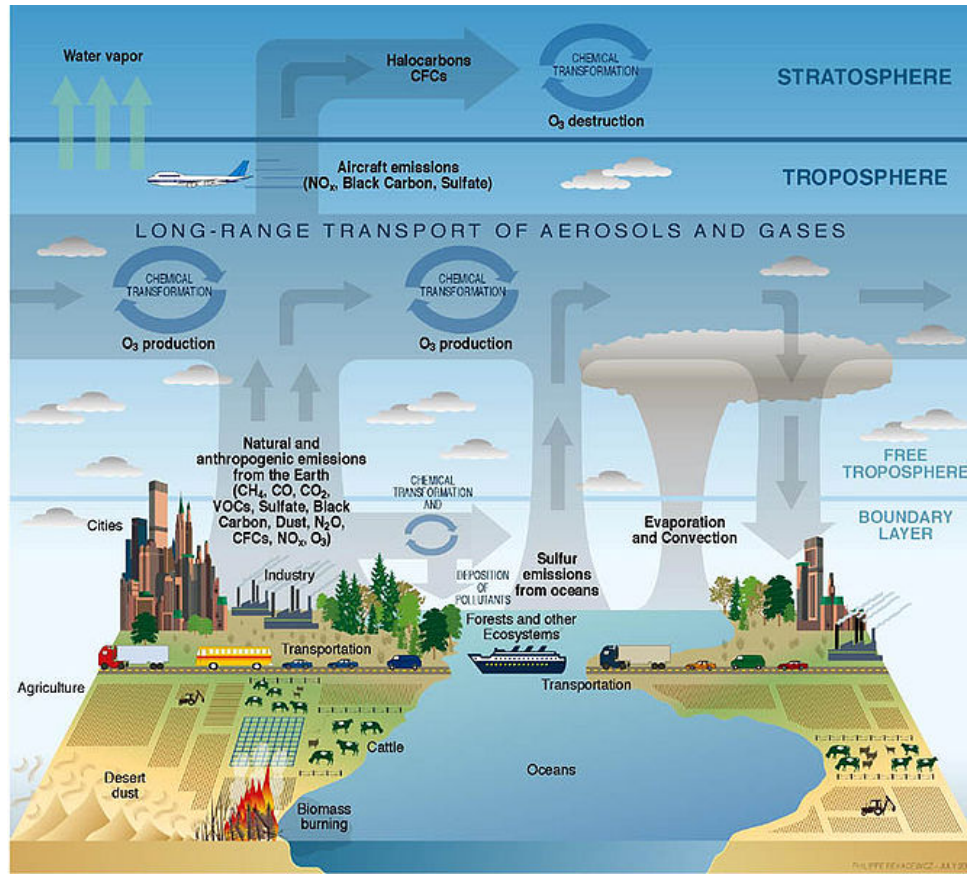 Water vapor
Halocarbons
CFCs
CHEMICAL
TRANSFORMATION
O₃ destruction
STRATOSPHERE
Aircraft emissions
(NOₓ, Black Carbon, Sulfate)
TROPOSPHERE
LONG-RANGE TRANSPORT OF AEROSOLS AND GASES
CHEMICAL
TRANSFORMATION
O₃ production
CHEMICAL
TRANSFORMATION
O₃ production
Natural and
anthropogenic emissions
from the Earth
(CH₄, CO, CO₂,
VOCs, Sulfate, Black
Carbon, Dust, N₂O,
CFCs, NOₓ, O₃)
CHEMICAL
TRANSFORMATION
AND
DEPOSITION
OF
POLLUTANTS
FREE
TROPOSPHERE
BOUNDARY
LAYER
Cities
Industry
Evaporation
and Convection
Sulfur
emissions
from oceans
Forests and other
Ecosystems
Transportation
Transportation
Agriculture
Cattle
Oceans
Desert
dust
Biomass
burning
PHILIPPE REKACEWICZ - JULY